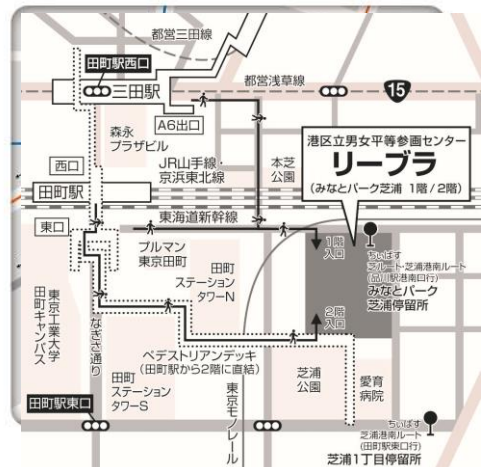 都営三田線
田町駅西口
都営浅草線
三田駅
15
A6出口
森永
プラザビル
西口
JR山手線・
京浜東北線
本芝
公園
港区立男女平等参画センター
リーブラ
(みなとパーク芝浦 1階/2階)
田町駅
東海道新幹線
東口
プルマン
東京田町
1階
入口
ちぃばす
芝ルート・芝浦港南ルート
(品川駅港南口行)
みなとパーク
芝浦停留所
田町
ステーション
タワーN
2階
入口
東京工業大学
田町キャンパス
なぎさ通り
ペデストリアンデッキ
(田町駅から2階に直結)
田町
ステーション
タワーS
芝浦
公園
愛育
病院
東京モノレール
田町駅東口
ちぃばす
芝浦港南ルート
(田町駅東口行)
芝浦1丁目停留所